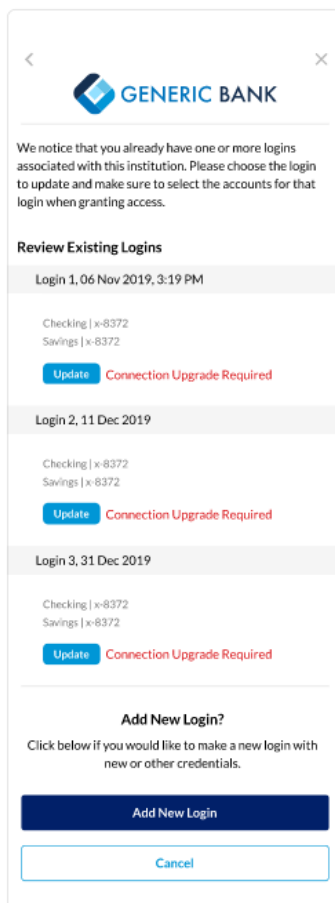 GENERIC BANK
We notice that you already have one or more logins
associated with this institution. Please choose the login
to update and make sure to select the accounts for that
login when granting access.
Review Existing Logins
Login 1, 06 Nov 2019, 3:19 PM
Checking | x-8372
Savings | x-8372
Update Connection Upgrade Required
Login 2, 11 Dec 2019
Checking | x-8372
Savings | x-8372
Update Connection Upgrade Required
Login 3, 31 Dec 2019
Checking | x-8372
Savings | x-8372
Update Connection Upgrade Required
Add New Login?
Click below if you would like to make a new login with
new or other credentials.
Add New Login
Cancel